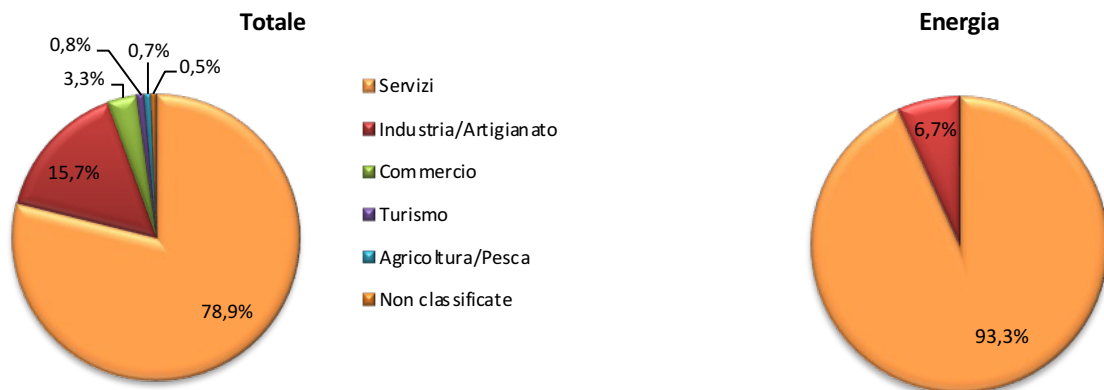 Totale
0,8%
0,7%
0,5%
3,3%
15,7%
78,9%
Servizi
Industria/Artigianato
Commercio
Turismo
Agricoltura/Pesca
Non classificate
Energia
6,7%
93,3%